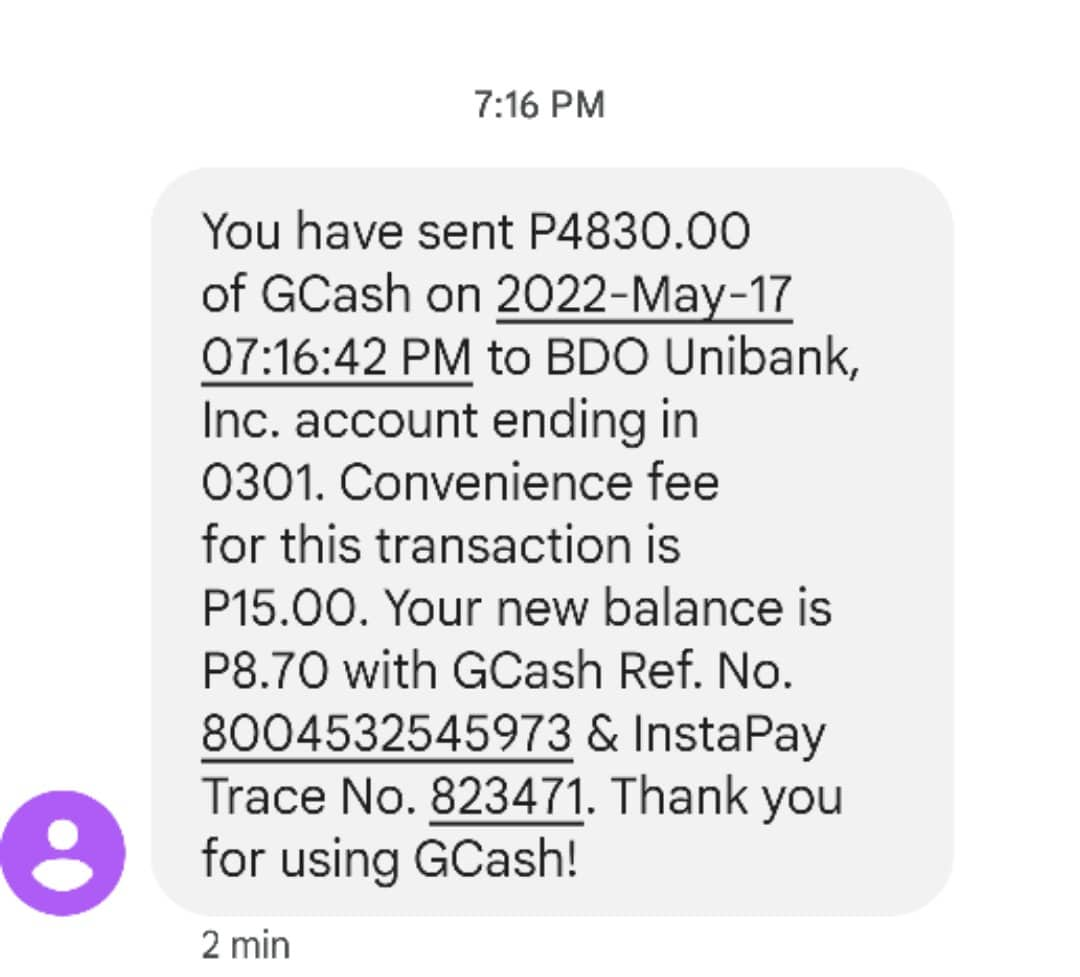 7:16 PM
You have sent P4830.00
of GCash on 2022-May-17
07:16:42 PM to BDO Unibank,
Inc. account ending in
0301. Convenience fee
for this transaction is
P15.00. Your new balance is
P8.70 with GCash Ref. No.
8004532545973 & InstaPay
Trace No. 823471. Thank you
for using GCash!
2 min